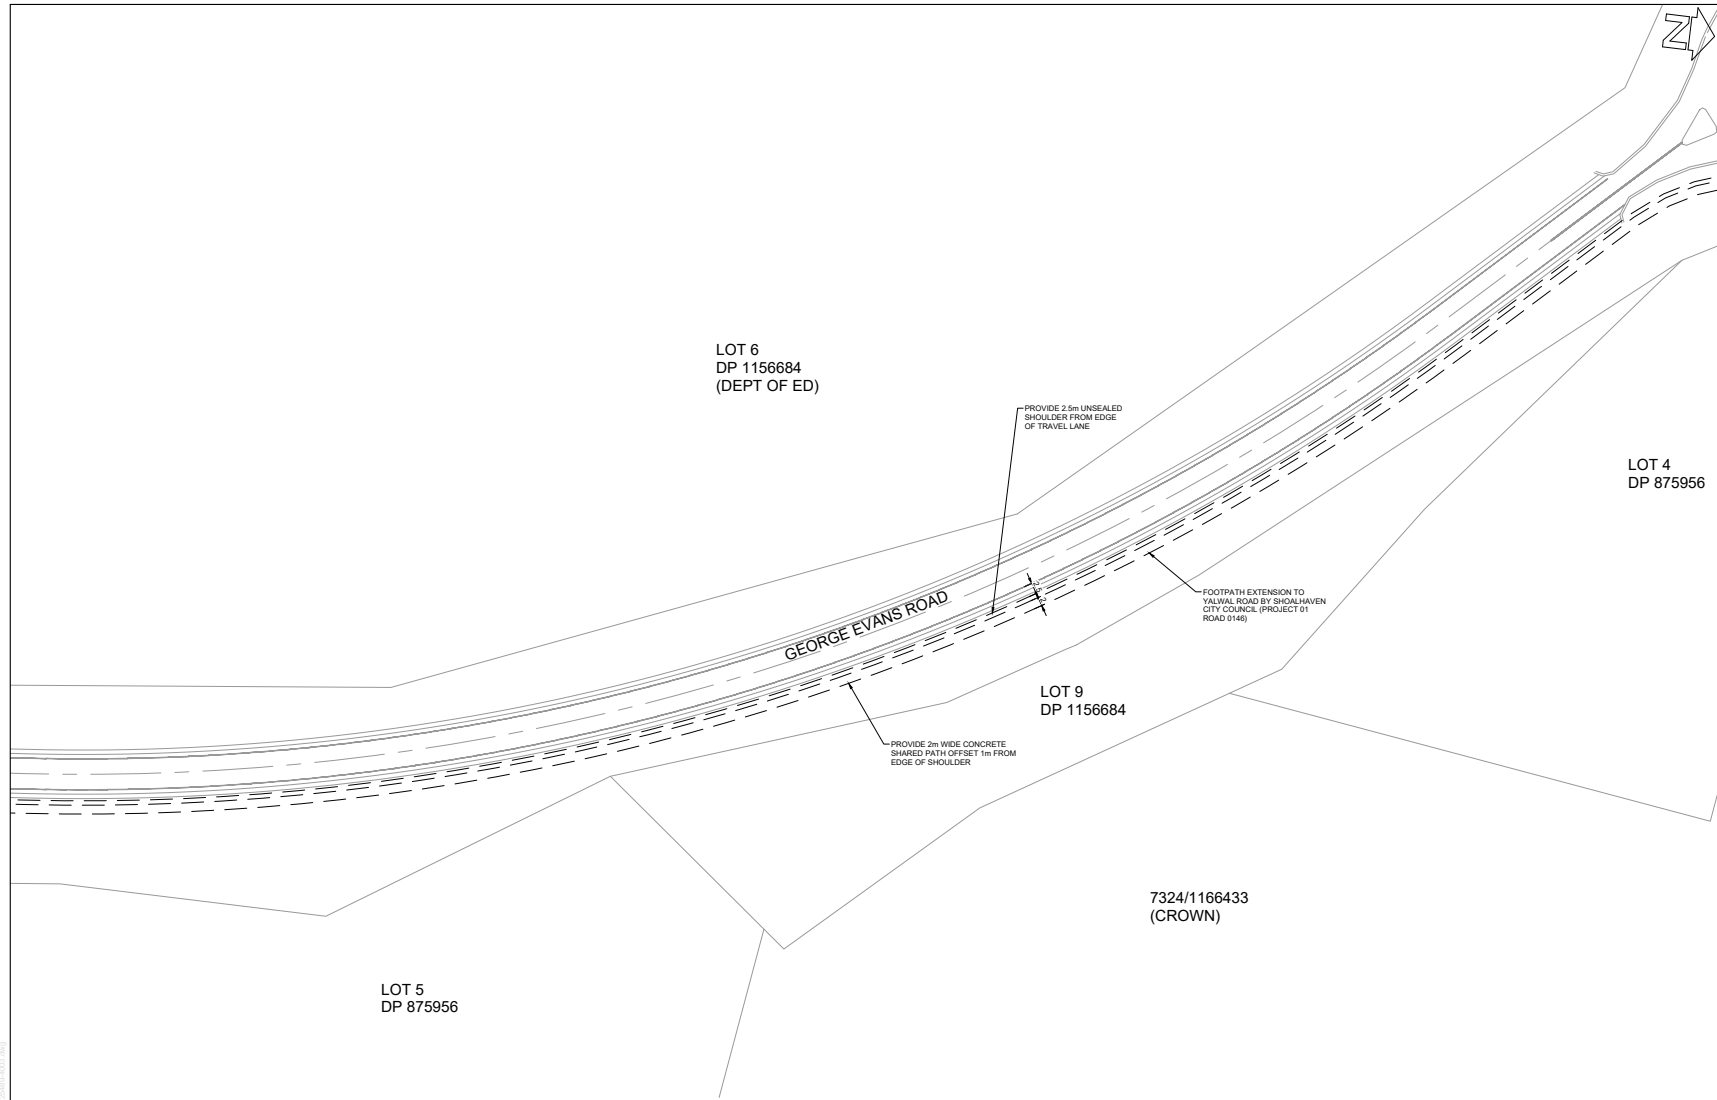 N
LOT 6
DP 1156684
(DEPT OF ED)
PROVIDE 2.5m UNSEALED
SHOULDER FROM EDGE
OF TRAVEL LANE
LOT 4
DP 875956
GEORGE EVANS ROAD
2.5
2
FOOTPATH EXTENSION TO
YALWAL ROAD BY SHOALHAVEN
CITY COUNCIL (PROJECT 01
ROAD 0146)
LOT 9
DP 1156684
PROVIDE 2m WIDE CONCRETE
SHARED PATH OFFSET 1m FROM
EDGE OF SHOULDER
7324/1166433
(CROWN)
LOT 5
DP 875956